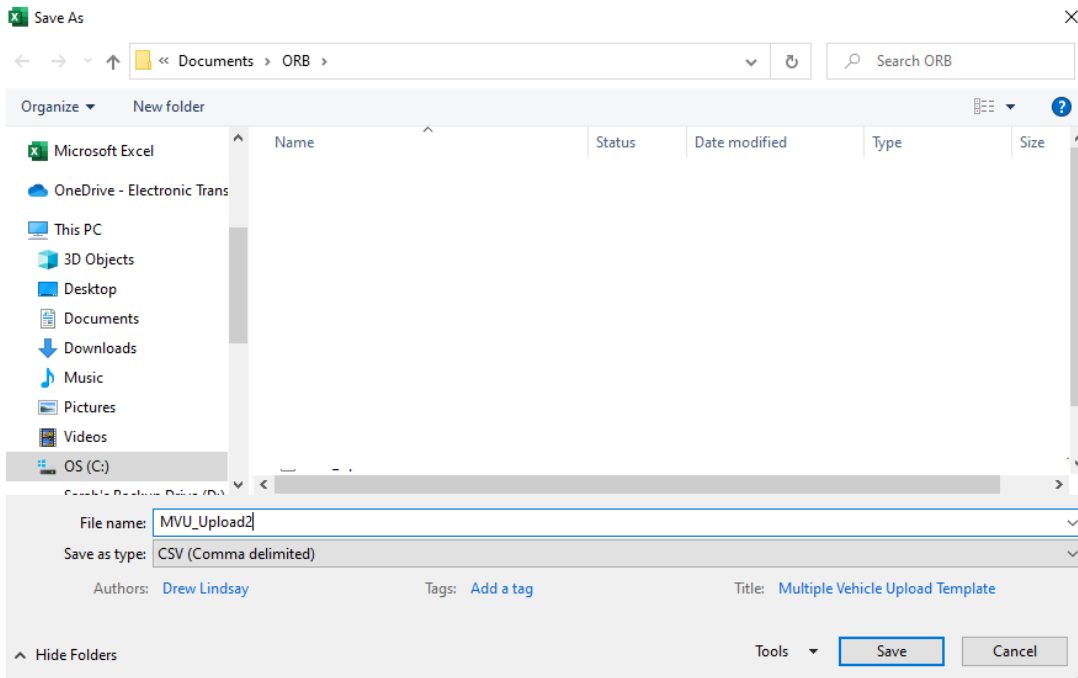 Save As
« Documents › ORB ›
Search ORB
Organize
New folder
Name
Status
Date modified
Type
Size
Microsoft Excel
OneDrive - Electronic Trans
This PC
3D Objects
Desktop
Documents
Downloads
Music
Pictures
Videos
OS (C:)
File name: MVU_Upload2
Save as type: CSV (Comma delimited)
Authors: Drew Lindsay
Tags: Add a tag
Title: Multiple Vehicle Upload Template
Hide Folders
Tools
Save
Cancel